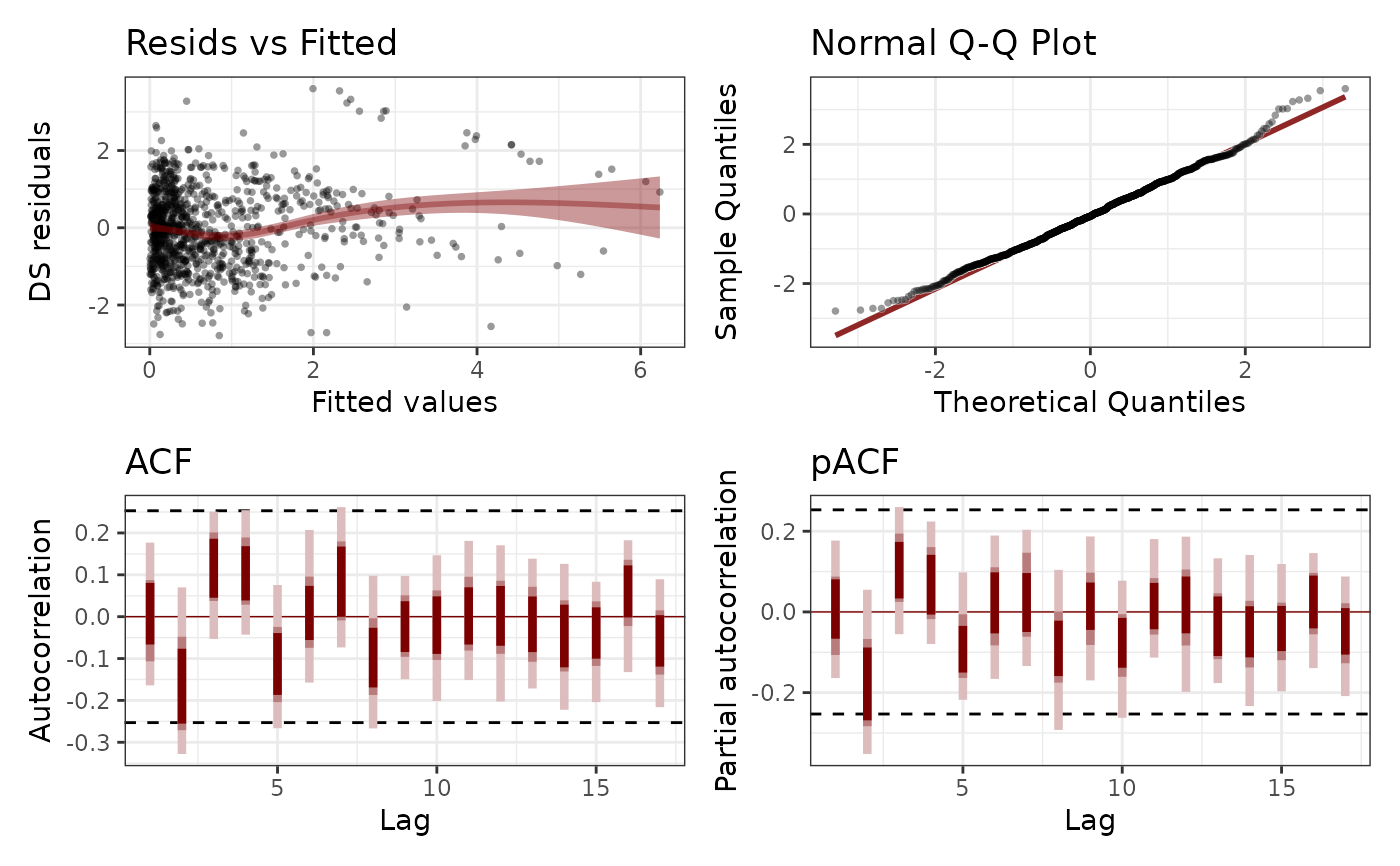 Resids vs Fitted
DS residuals
2
0
-2
0
2
4
6
Fitted values
Normal Q-Q Plot
Sample Quantiles
2
0
-2
-2
0
2
Theoretical Quantiles
ACF
Autocorrelation
0.2
0.1
0.0
-0.1
-0.2
-0.3
5
10
15
Lag
pACF
Partial autocorrelation
0.2
0.0
-0.2
5
10
15
Lag